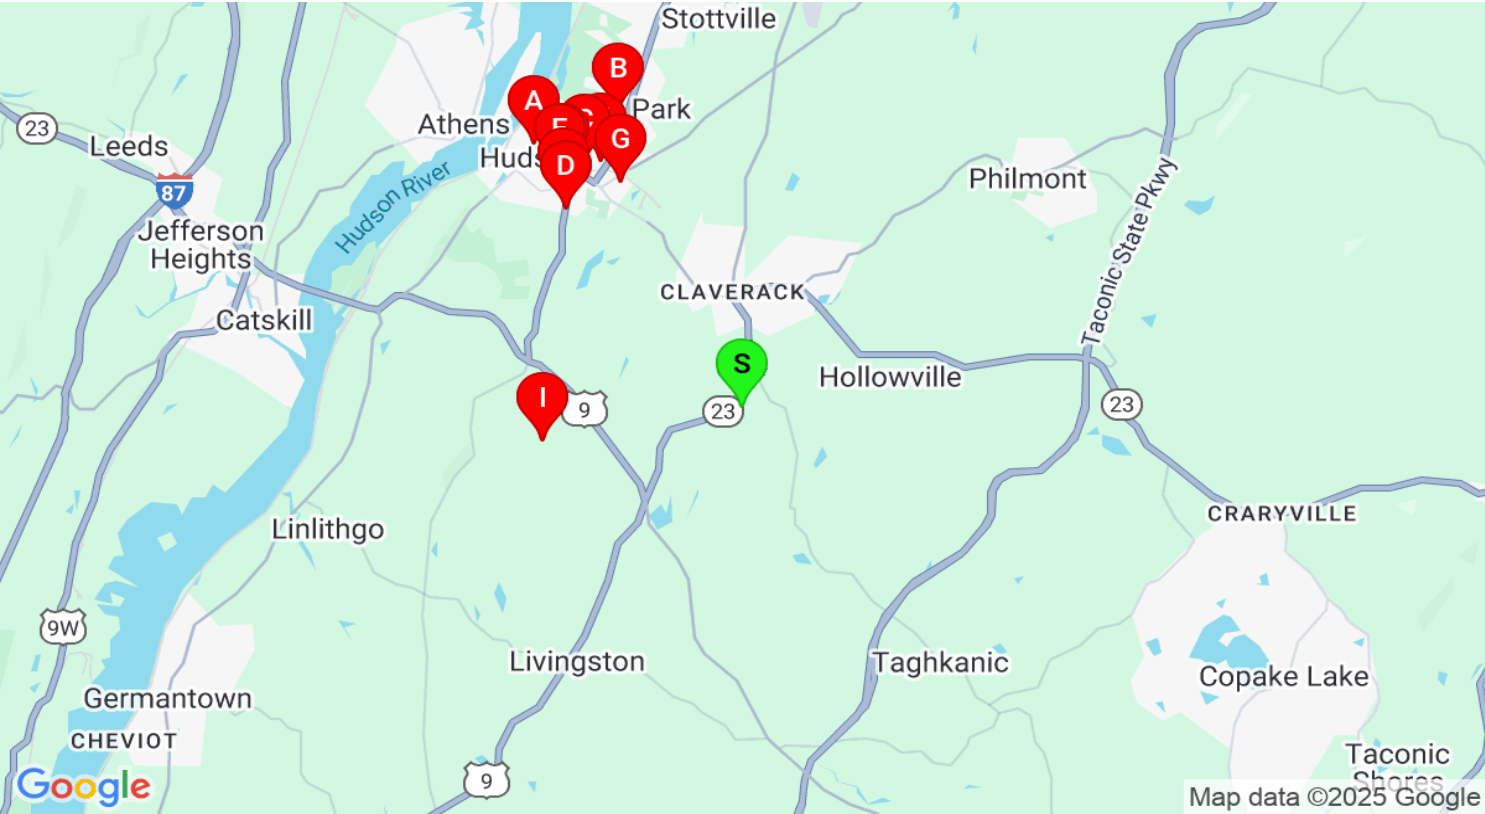 Stottville
B
A
C
Park
23
Athens
E
G
Leeds
Hud
D
87
Hudson River
Philmont
Taconic State Pkwy
Jefferson
Heights
CLAVERACK
Catskill
S
Hollowville
I
9
23
23
CRARYVILLE
Linlithgo
9W
Livingston
Taghkanic
Copake Lake
Germantown
CHEVIOT
Taconic
Shores
9
Google
Map data ©2025 Google